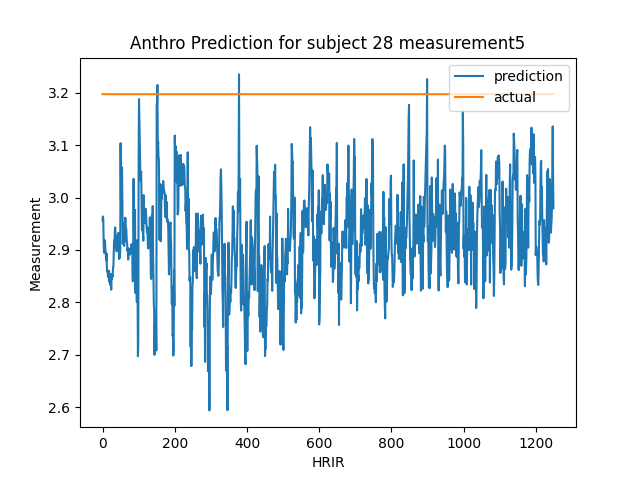 Anthro Prediction for subject 28 measurement5
prediction
actual
3.2
3.1
3.0
2.9
2.8
2.7
2.6
Measurement
0 200 400 600 800 1000 1200
HRIR